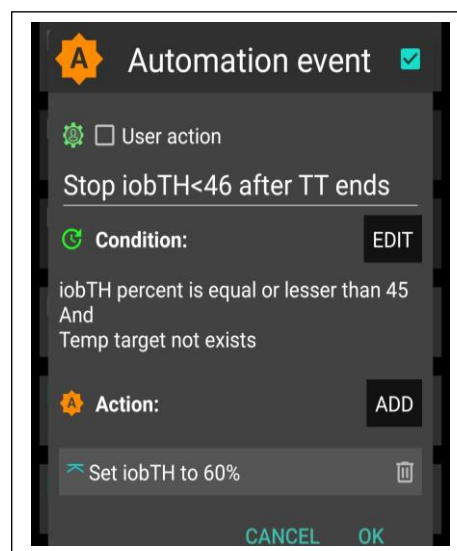 A Automation event
User action
Stop iobTH<46 after TT ends
Condition: EDIT
iobTH percent is equal or lesser than 45
And
Temp target not exists
A Action: ADD
Set iobTH to 60%
CANCEL OK